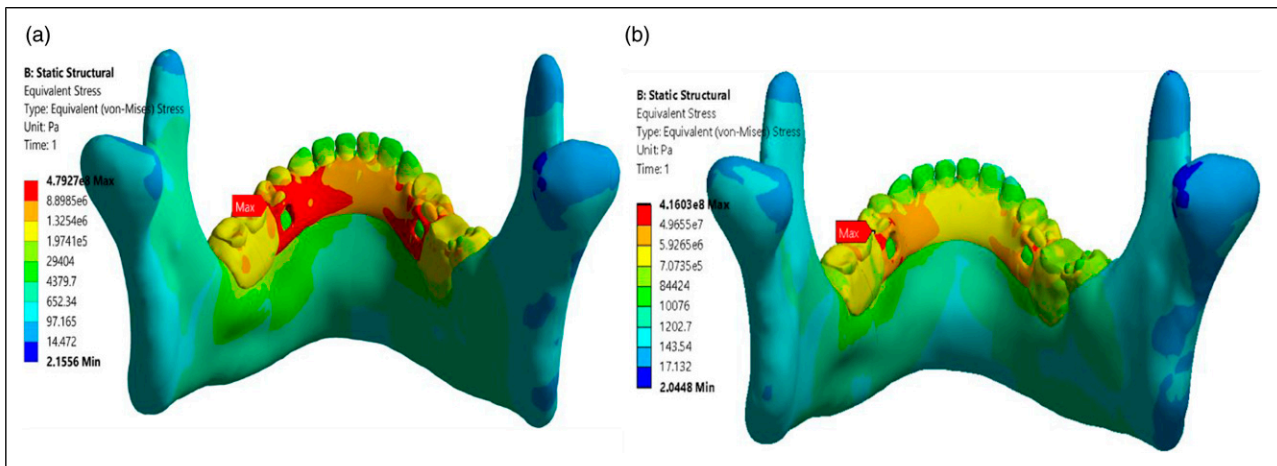 (a)
B: Static Structural
Equivalent Stress
Type: Equivalent (von-Mises) Stress
Unit: Pa
Time: 1
4.7927e8 Max
8.8985e6
1.3254e6
1.9741e5
29404
4379.7
652.34
97.165
14.472
2.1556 Min
Max
(b)
B: Static Structural
Equivalent Stress
Type: Equivalent (von-Mises) Stress
Unit: Pa
Time: 1
4.1603e8 Max
4.9655e7
5.9265e6
7.0735e5
84424
10076
1202.7
143.54
17.132
2.0448 Min
Max